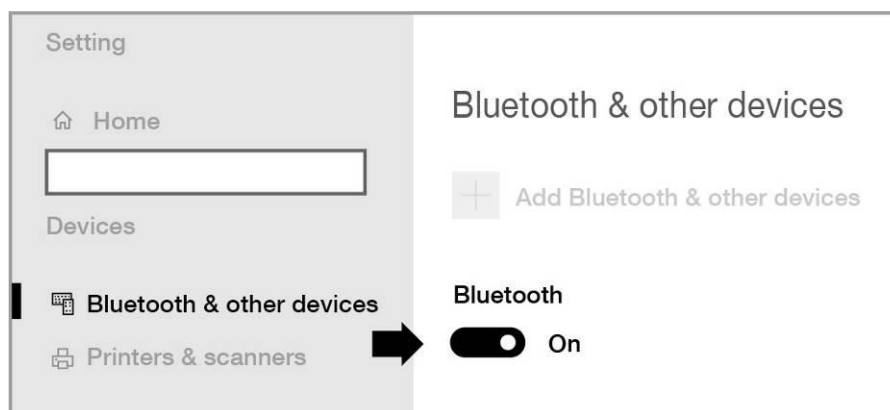 Setting
Home
Devices
Bluetooth & other devices
Printers & scanners
Bluetooth & other devices
Add Bluetooth & other devices
Bluetooth
On